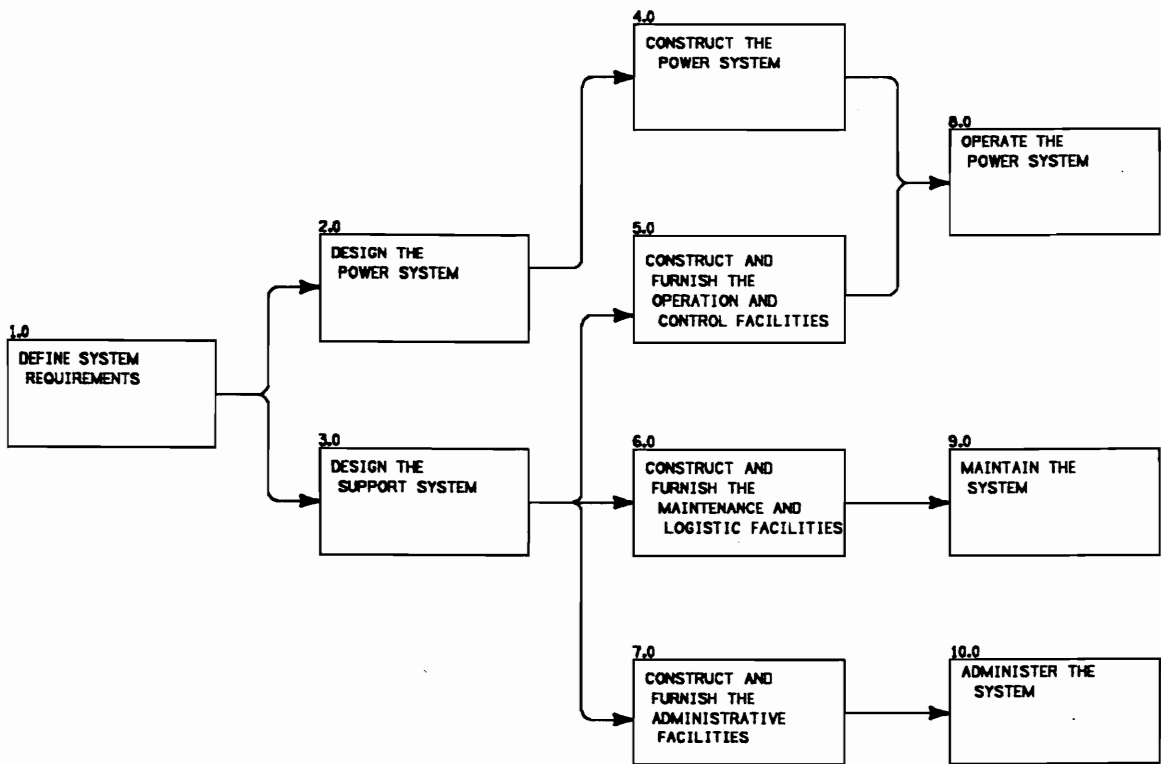 1.0
DEFINE SYSTEM
REQUIREMENTS
2.0
DESIGN THE
POWER SYSTEM
3.0
DESIGN THE
SUPPORT SYSTEM
4.0
CONSTRUCT THE
POWER SYSTEM
5.0
CONSTRUCT AND
FURNISH THE
OPERATION AND
CONTROL FACILITIES
6.0
CONSTRUCT AND
FURNISH THE
MAINTENANCE AND
LOGISTIC FACILITIES
7.0
CONSTRUCT AND
FURNISH THE
ADMINISTRATIVE
FACILITIES
8.0
OPERATE THE
POWER SYSTEM
9.0
MAINTAIN THE
SYSTEM
10.0
ADMINISTER THE
SYSTEM